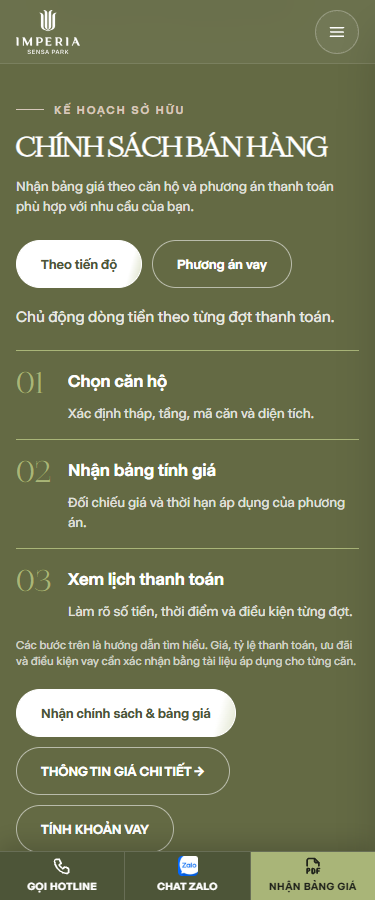 IMPERIA
SENSA PARK
KẾ HOẠCH SỞ HỮU
CHÍNH SÁCH BÁN HÀNG
Nhận bảng giá theo căn hộ và phương án thanh toán
phù hợp với nhu cầu của bạn.
Theo tiến độ
Phương án vay
Chủ động dòng tiền theo từng đợt thanh toán.
01
Chọn căn hộ
Xác định tháp, tầng, mã căn và diện tích.
02
Nhận bảng tính giá
Đối chiếu giá và thời hạn áp dụng của phương
án.
03
Xem lịch thanh toán
Làm rõ số tiền, thời điểm và điều kiện từng đợt.
Các bước trên là hướng dẫn tìm hiểu. Giá, tỷ lệ thanh toán, ưu đãi
và điều kiện vay cần xác nhận bằng tài liệu áp dụng cho từng căn.
Nhận chính sách & bảng giá
THÔNG TIN GIÁ CHI TIẾT →
TÍNH KHOẢN VAY
GỌI HOTLINE
Zalo
CHAT ZALO
PDF
NHẬN BẢNG GIÁ